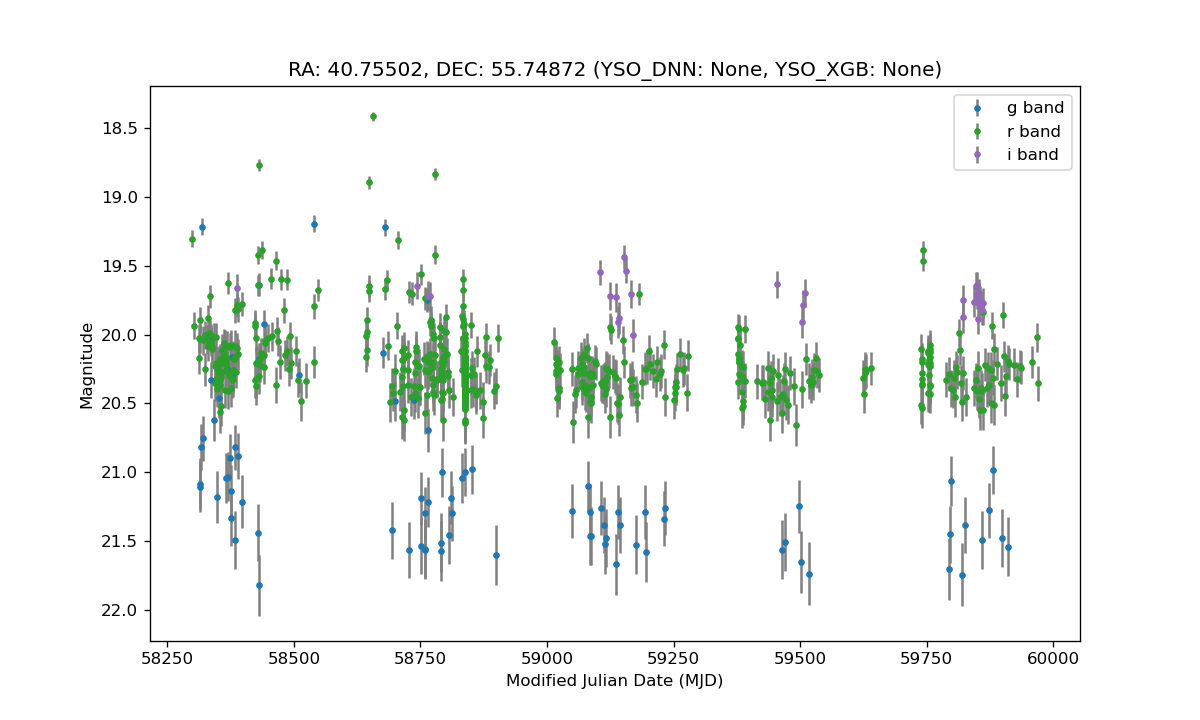 RA: 40.75502, DEC: 55.74872 (YSO_DNN: None, YSO_XGB: None)
g band
r band
i band
18.5
19.0
19.5
20.0
20.5
21.0
21.5
22.0
Magnitude
58250 58500 58750 59000 59250 59500 59750 60000
Modified Julian Date (MJD)